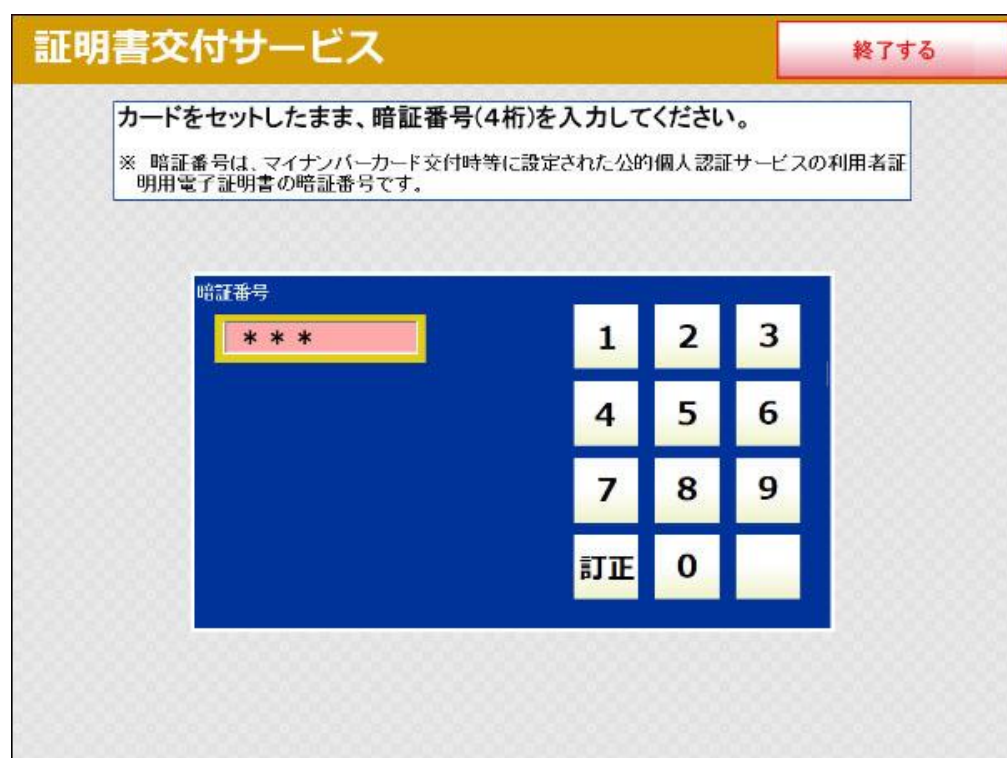 証明書交付サービス
終了する
カードをセットしたまま、暗証番号(4桁)を入力してください。
※ 暗証番号は、マイナンバーカード交付時等に設定された公的個人認証サービスの利用者証
明用電子証明書の暗証番号です。
暗証番号
* * *
1 2 3
4 5 6
7 8 9
訂正 0